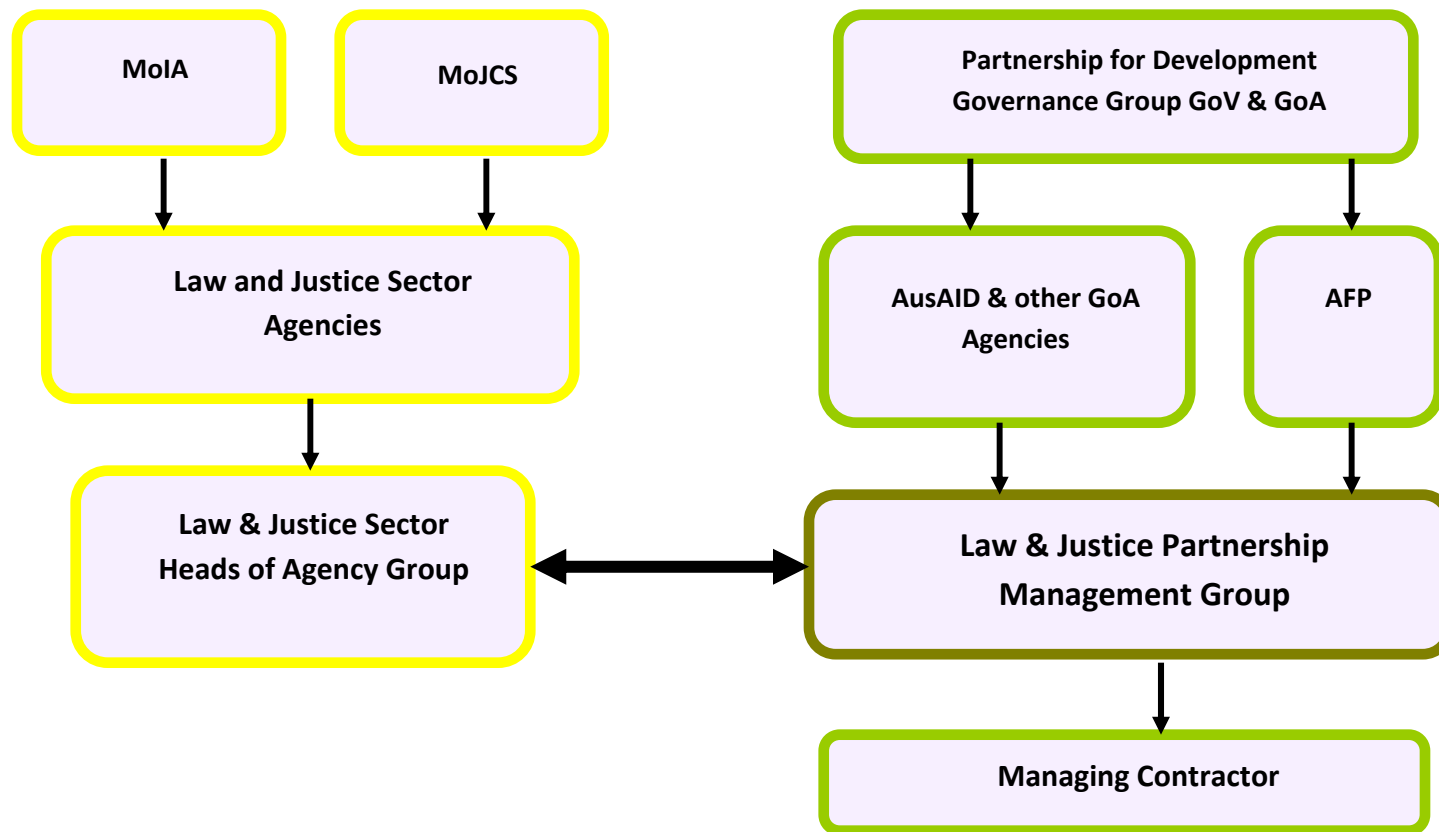 MoIA
MoJCS
Partnership for Development
Governance Group GoV & GoA
Law and Justice Sector
Agencies
AusAID & other GoA
Agencies
AFP
Law & Justice Sector
Heads of Agency Group
Law & Justice Partnership
Management Group
Managing Contractor